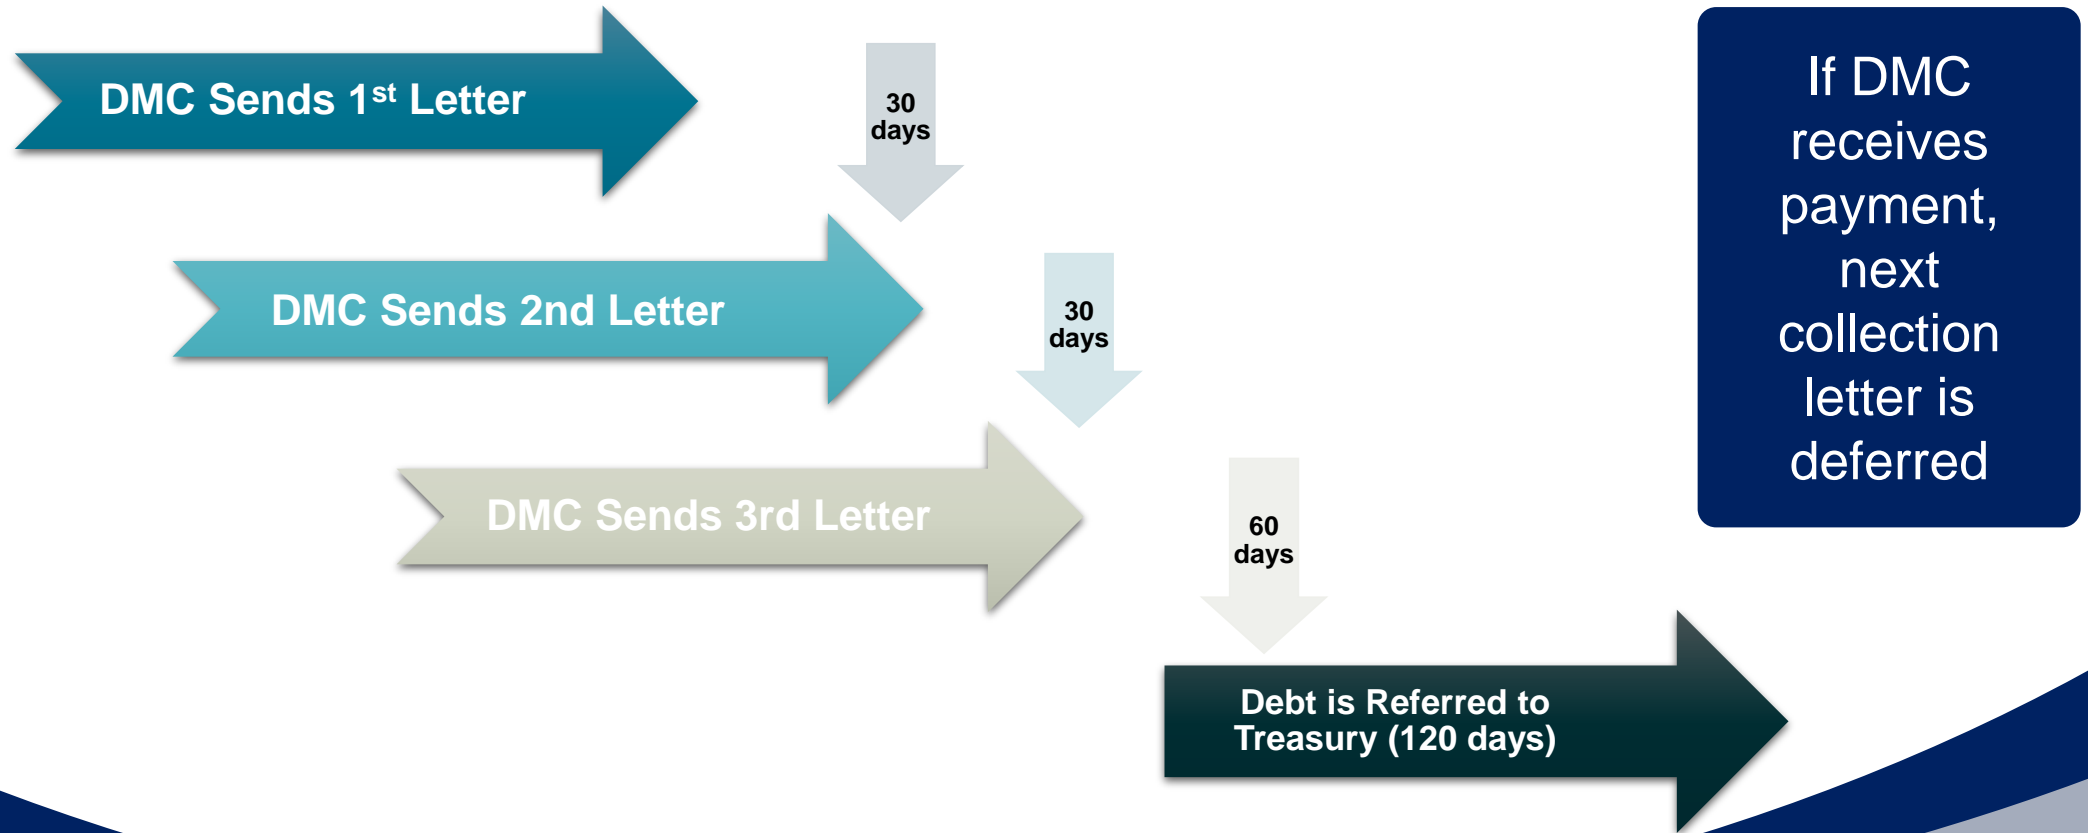 DMC Sends 1st Letter
30
days
DMC Sends 2nd Letter
30
days
DMC Sends 3rd Letter
60
days
Debt is Referred to
Treasury (120 days)
If DMC
receives
payment,
next
collection
letter is
deferred